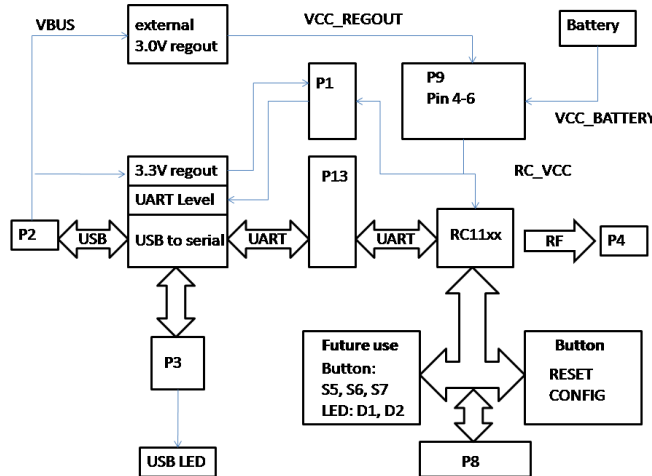 VBUS
external
3.0V regout
VCC_REGOUT
Battery
P1
P9
Pin 4-6
VCC_BATTERY
3.3V regout
UART Level
USB to serial
P13
RC_VCC
P2
USB
UART
UART
RC11xx
RF
P4
P3
Future use
Button:
S5, S6, S7
LED: D1, D2
Button
RESET
CONFIG
USB LED
P8